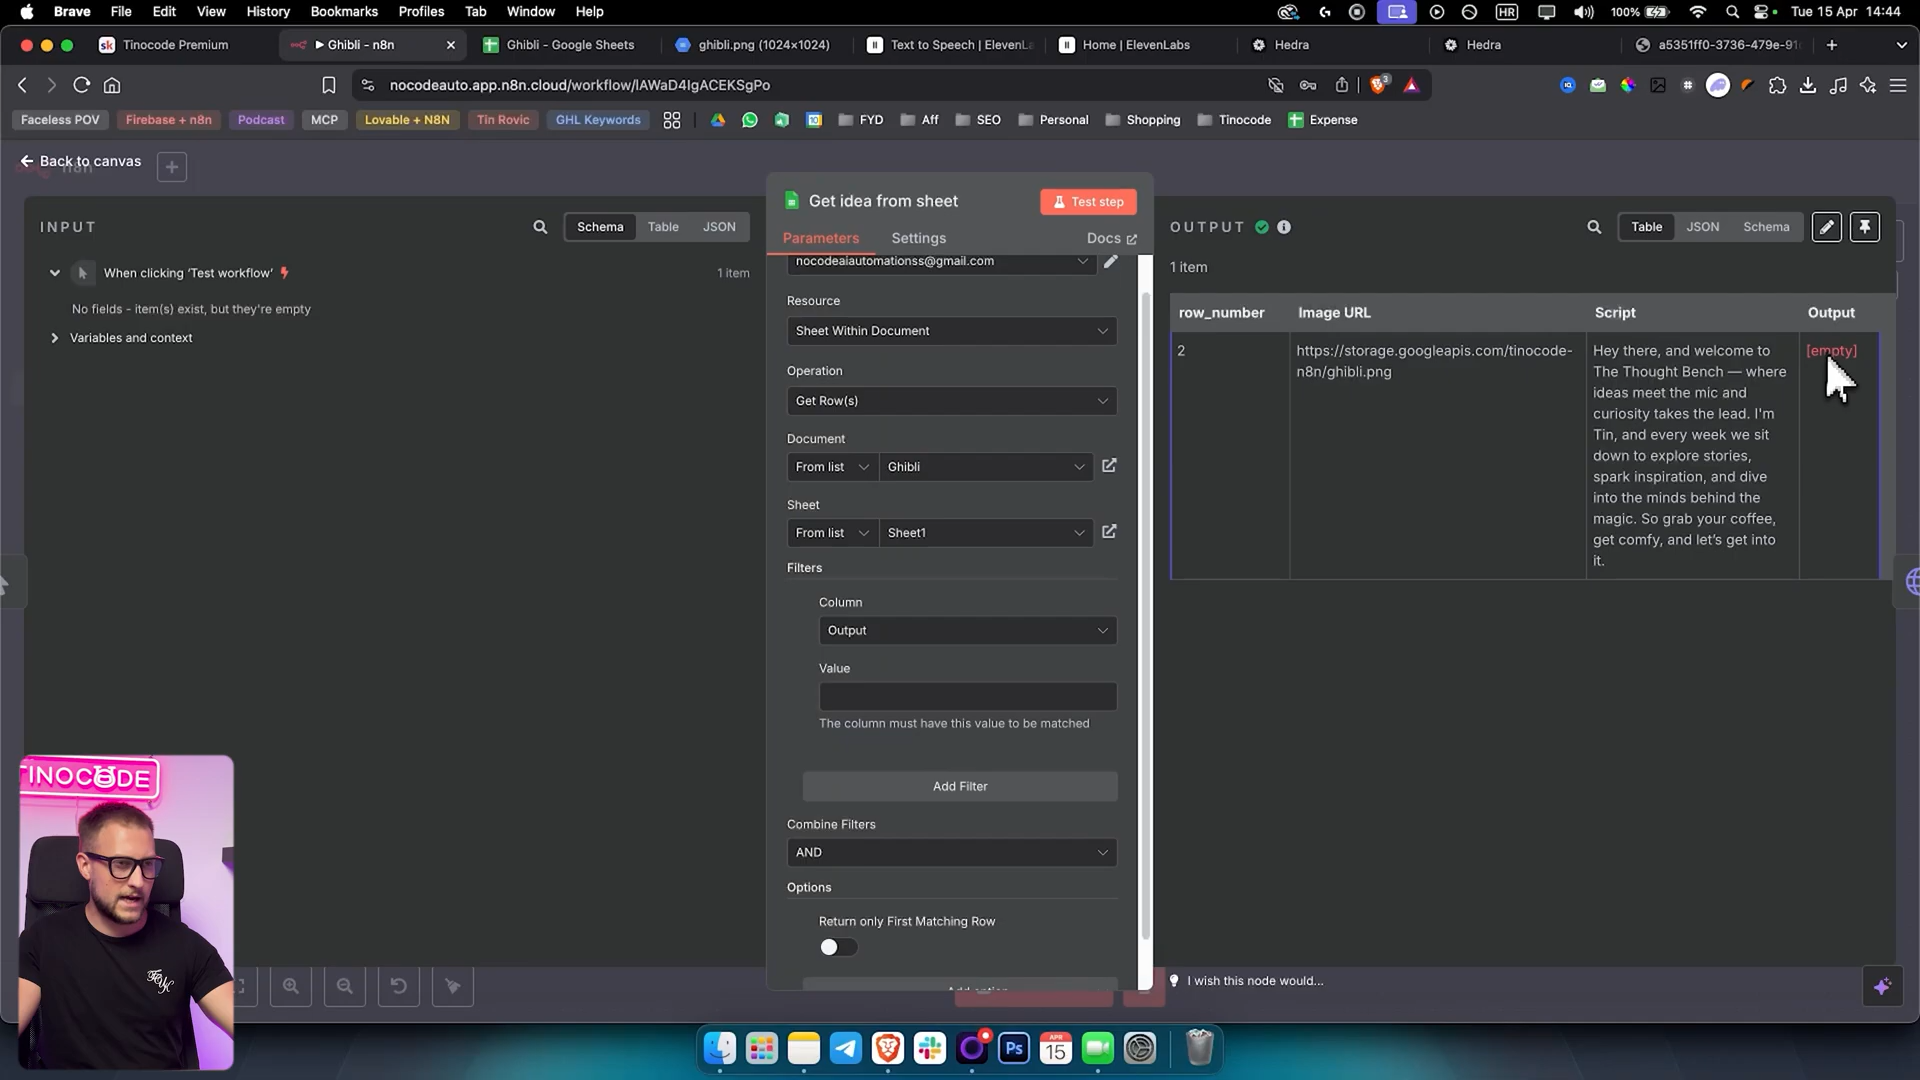 Brave File Edit View History Bookmarks Profiles Tab Window Help HR 100% Tue 15 Apr 14:44
Tinocode Premium Ghibli - n8n Ghibli - Google Sheets ghibli.png (1024×1024) Text to Speech | ElevenLa Home | ElevenLabs Hedra Hedra a5351ff0-3736-479e-91
nocodeauto.app.n8n.cloud/workflow/lAWaD4IgACEKSgPo 3
Faceless POV Firebase + n8n Podcast MCP Lovable + N8N Tin Rovic GHL Keywords FYD Aff SEO Personal Shopping Tinocode Expense
Back to canvas
n8n
INPUT
Schema Table JSON
When clicking ‘Test workflow’ 1 item
No fields - item(s) exist, but they're empty
Variables and context
Get idea from sheet Test step
Parameters Settings Docs
nocodeaiautomationss@gmail.com
Resource
Sheet Within Document
Operation
Get Row(s)
Document
From list Ghibli
Sheet
From list Sheet1
Filters
Column
Output
Value
The column must have this value to be matched
Add Filter
Combine Filters
AND
Options
Return only First Matching Row
Add option
OUTPUT
Table JSON Schema
1 item
row_number Image URL Script Output
2
https://storage.googleapis.com/tinocode-
n8n/ghibli.png
Hey there, and welcome to
The Thought Bench — where
ideas meet the mic and
curiosity takes the lead. I'm
Tin, and every week we sit
down to explore stories,
spark inspiration, and dive
into the minds behind the
magic. So grab your coffee,
get comfy, and let’s get into
it.
[empty]
I wish this node would...
TINOCODE
APR
15
Ps